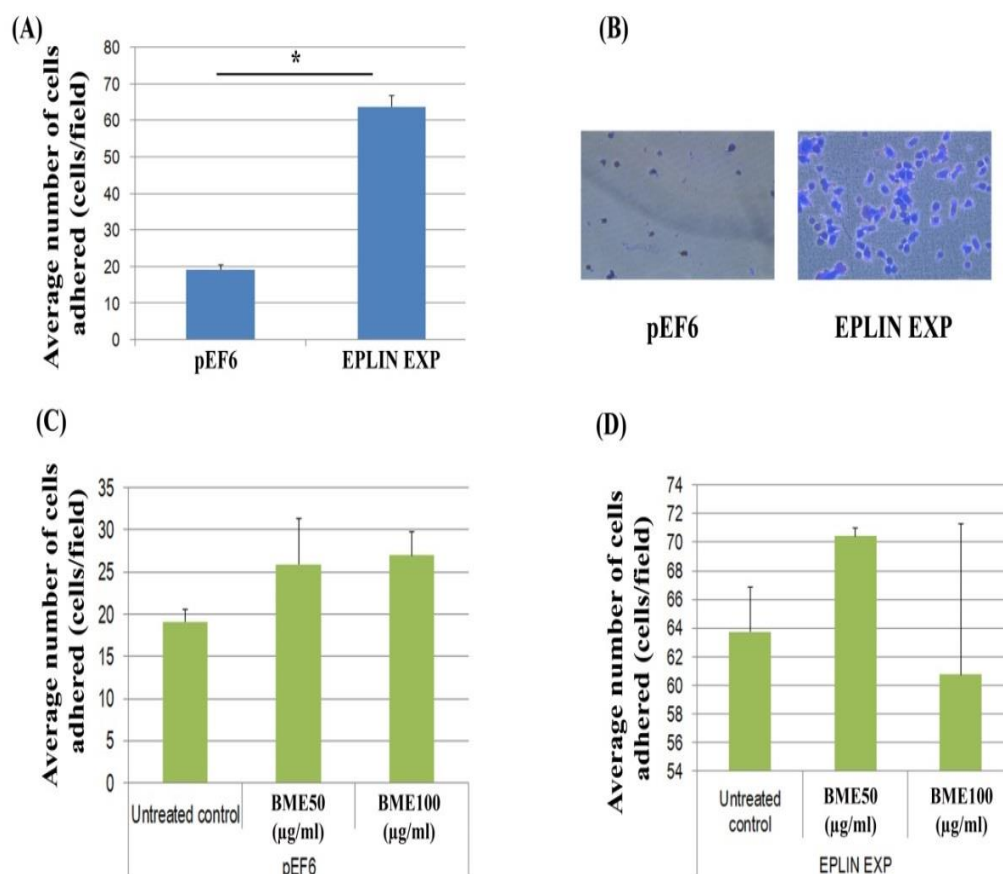 (A)
Average number of cells
adhered (cells/field)
80
70
60
50
40
30
20
10
0
*
pEF6
EPLIN EXP
(B)
pEF6
EPLIN EXP
(C)
Average number of cells
adhered (cells/field)
35
30
25
20
15
10
5
0
Untreated control
BME50
(µg/ml)
BME100
(µg/ml)
pEF6
(D)
Average number of cells
adhered (cells/field)
74
72
70
68
66
64
62
60
58
56
54
Untreated
control
BME50
(µg/ml)
BME100
(µg/ml)
EPLIN EXP